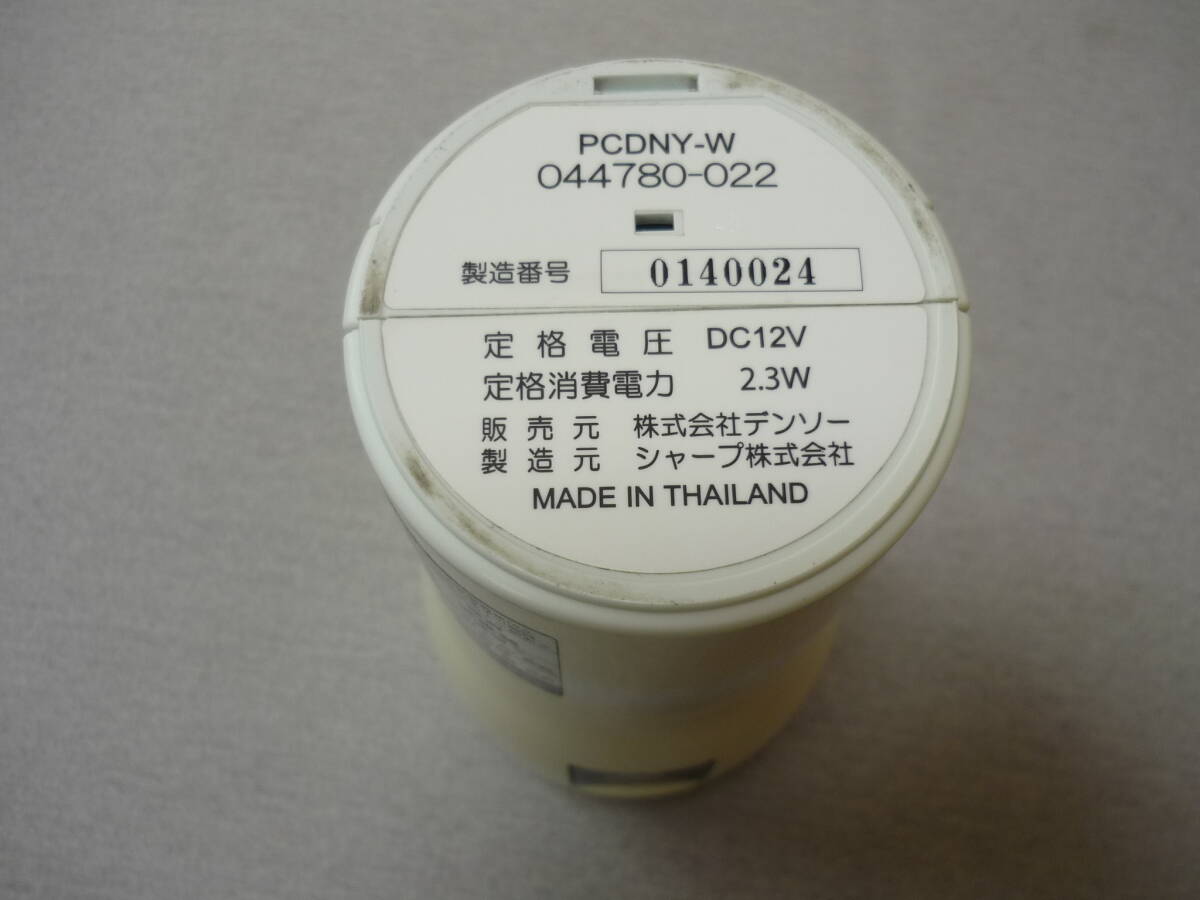 PCDNY-W
044780-022
製造番号 0140024
定格電圧 DC12V
定格消費電力 2.3W
販売元 株式会社デンソー
製造元 シャープ株式会社
MADE IN THAILAND